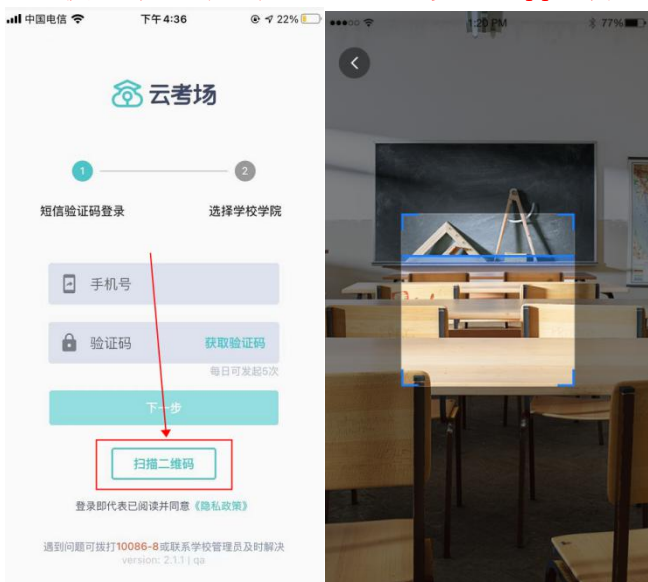 中国电信 下午4:36 22%
云考场
1 2
短信验证码登录 选择学校学院
手机号
验证码 获取验证码
每日可发起5次
下一步
扫描二维码
登录即代表已阅读并同意《隐私政策》
遇到问题可拨打10086-8或联系学校管理员及时解决
version: 2.1.1 | qa
1:20 PM 77%